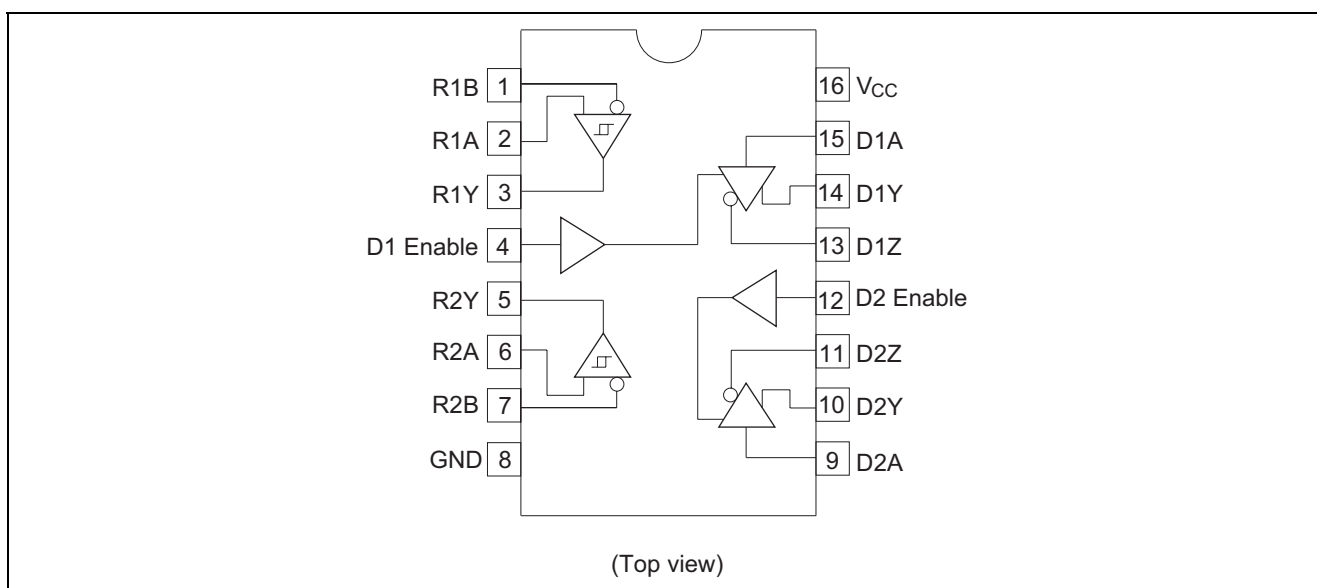 R1B 1
R1A 2
R1Y 3
D1 Enable 4
R2Y 5
R2A 6
R2B 7
GND 8
16 VCC
15 D1A
14 D1Y
13 D1Z
12 D2 Enable
11 D2Z
10 D2Y
9 D2A
(Top view)